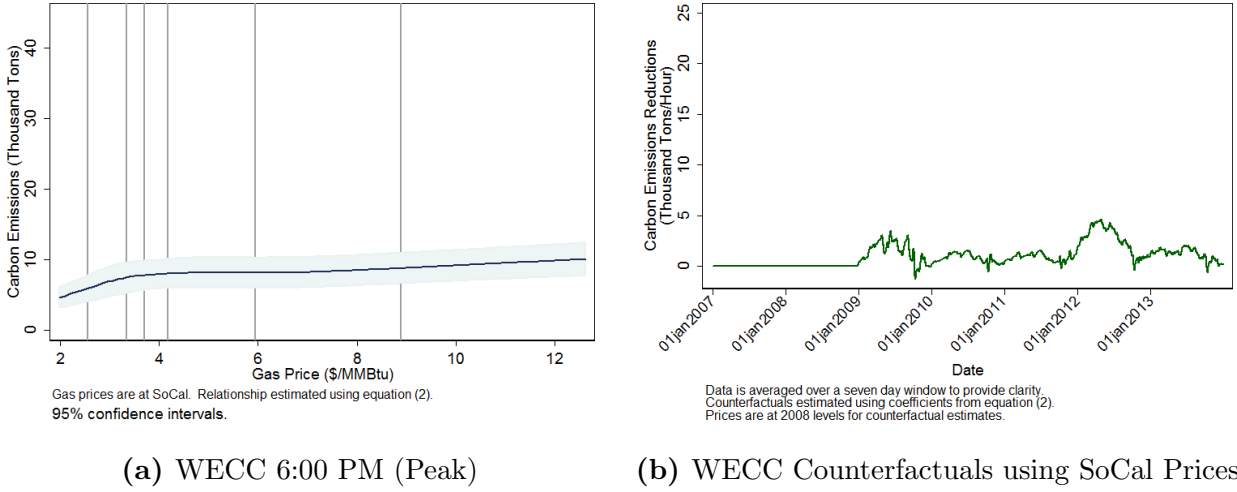 Carbon Emissions (Thousand Tons)
40
30
20
10
0
2 4 6 8 10 12
Gas Price ($/MMBtu)
Gas prices are at SoCal. Relationship estimated using equation (2).
95% confidence intervals.
(a) WECC 6:00 PM (Peak)
Carbon Emissions Reductions
(Thousand Tons/Hour)
25
20
15
10
5
0
01jan2007 01jan2008 01jan2009 01jan2010 01jan2011 01jan2012 01jan2013
Date
Data is averaged over a seven day window to provide clarity.
Counterfactuals estimated using coefficients from equation (2).
Prices are at 2008 levels for counterfactual estimates.
(b) WECC Counterfactuals using SoCal Prices